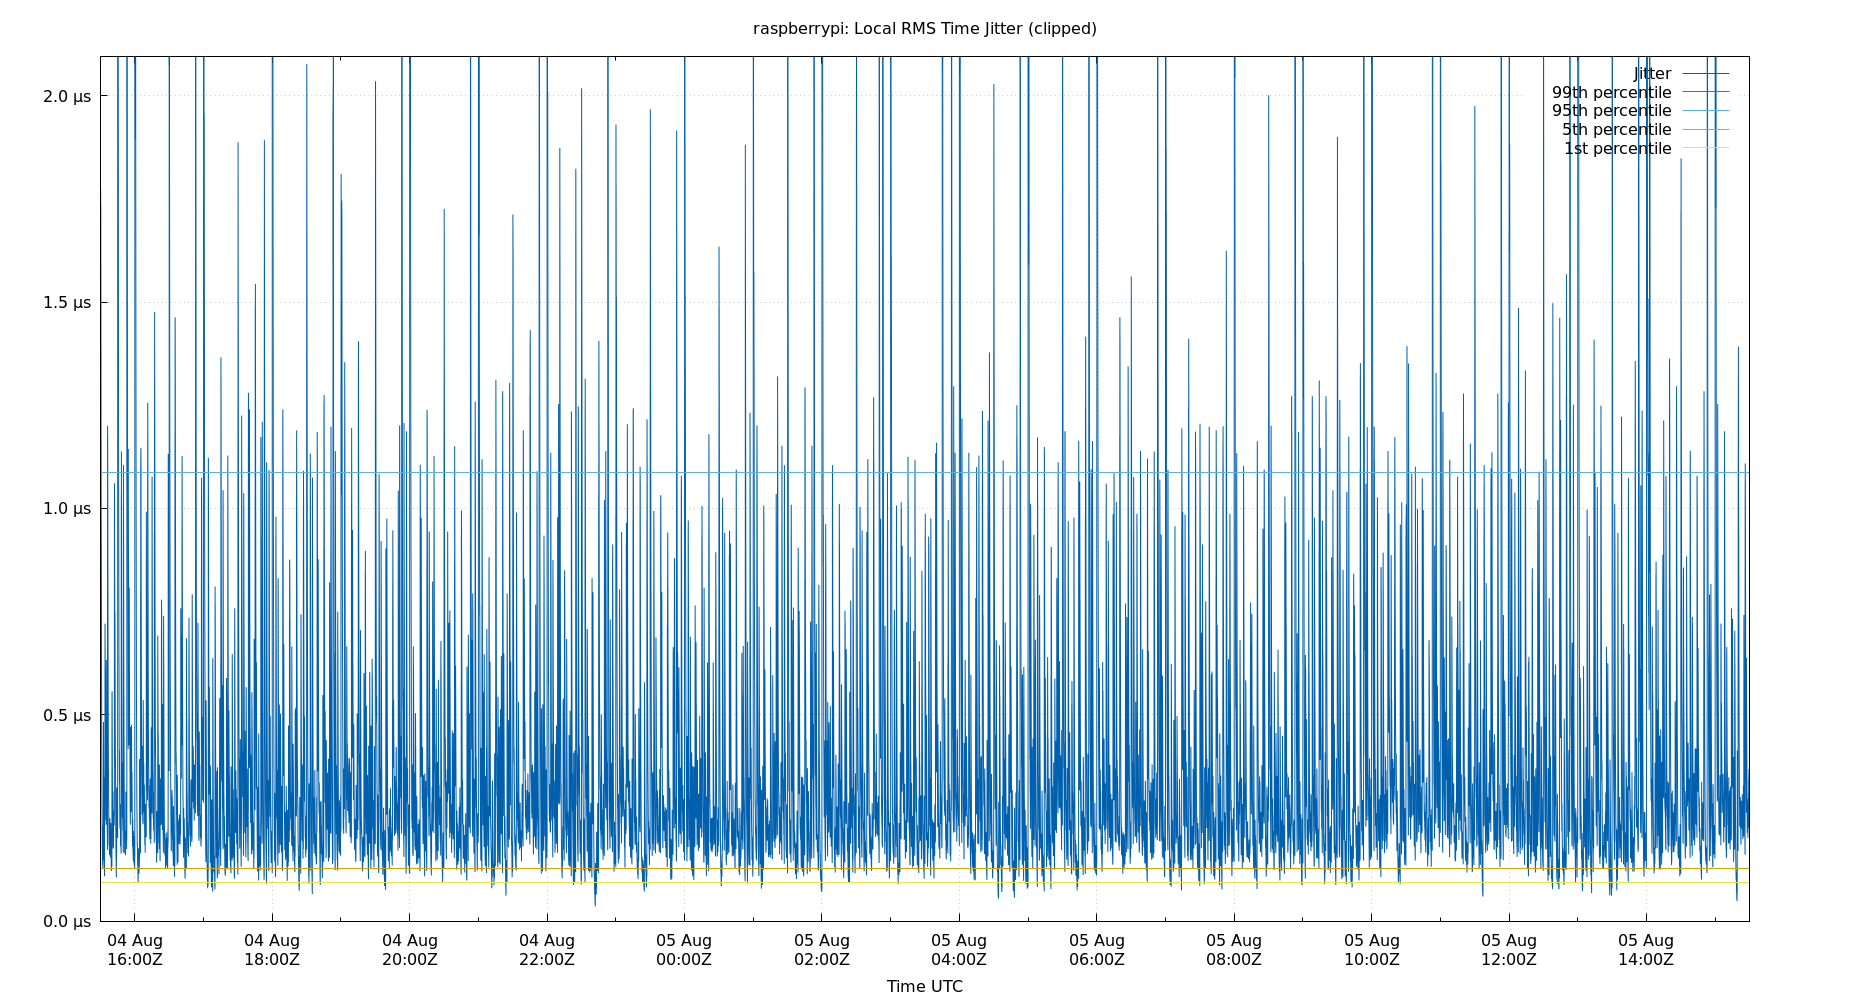 raspberrypi: Local RMS Time Jitter (clipped)
Jitter
99th percentile
95th percentile
5th percentile
1st percentile
2.0 µs
1.5 µs
1.0 µs
0.5 µs
0.0 µs
04 Aug 04 Aug 04 Aug 04 Aug 05 Aug 05 Aug 05 Aug 05 Aug 05 Aug 05 Aug 05 Aug 05 Aug
16:00Z 18:00Z 20:00Z 22:00Z 00:00Z 02:00Z 04:00Z 06:00Z 08:00Z 10:00Z 12:00Z 14:00Z
Time UTC